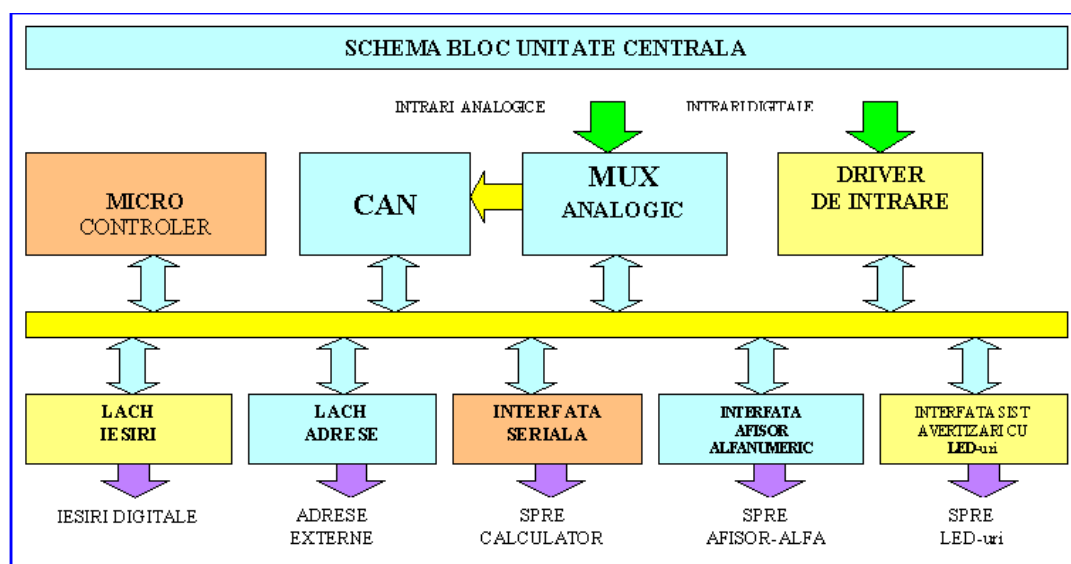 SCHEMA BLOC UNITATE CENTRALA
INTRARI ANALOGICE
INTRARI DIGITALE
MICRO
CONTROLER
CAN
MUX
ANALOGIC
DRIVER
DE INTRARE
LACH
IESIRI
LACH
ADRESE
INTERFATA
SERIALA
INTERFATA
AFISOR
ALFANUMERIC
INTERFATA SIST
AVERTIZARI CU
LED-uri
IESIRI DIGITALE
ADRESE
EXTERNE
SPRE
CALCULATOR
SPRE
AFISOR-ALFA
SPRE
LED-uri